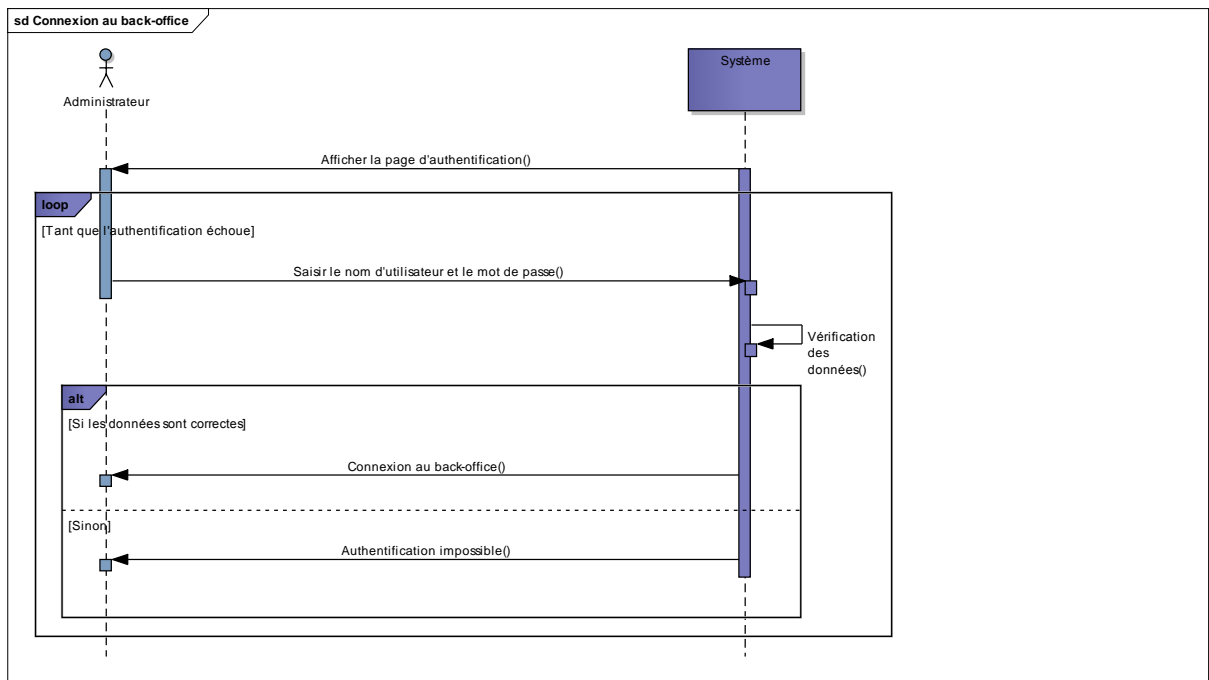 sd Connexion au back-office
Administrateur
Système
Afficher la page d'authentification()
loop
[Tant que l'authentification échoue]
Saisir le nom d'utilisateur et le mot de passe()
Vérification
des
données()
alt
[Si les données sont correctes]
Connexion au back-office()
[Sinon]
Authentification impossible()